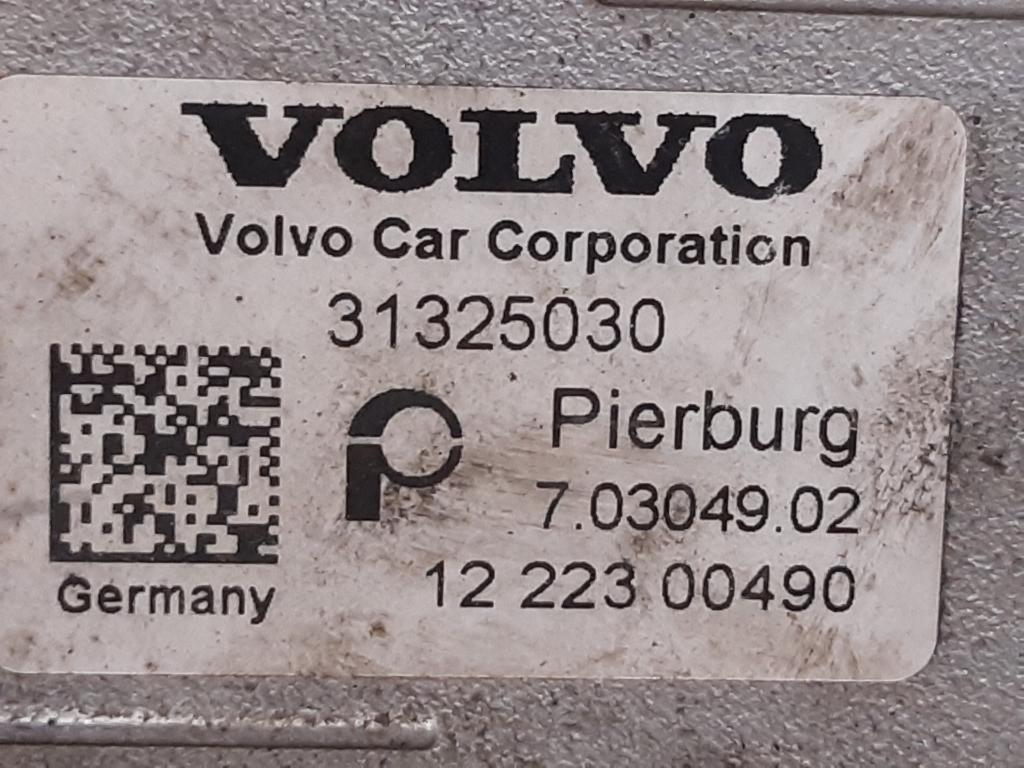 VOLVO
Volvo Car Corporation
31325030
Pierburg
7.03049.02
12 223 00490
Germany